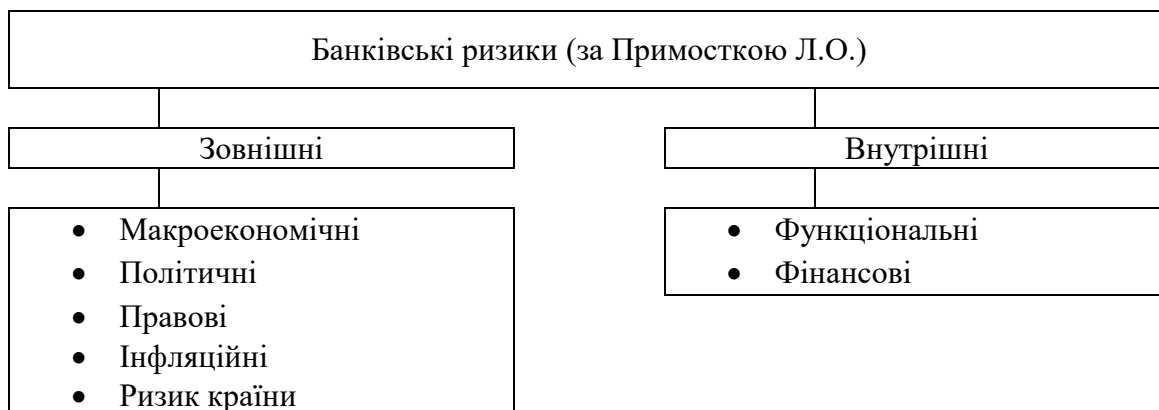 Банківські ризики (за Примосткою Л.О.)
Зовнішні
Внутрішні
• Макроекономічні
• Політичні
• Правові
• Інфляційні
• Ризик країни
• Функціональні
• Фінансові